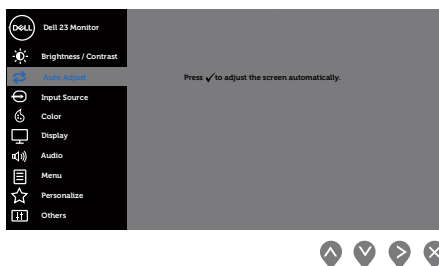 DELL
Dell 23 Monitor
Brightness / Contrast
Auto Adjust
Press ✓ to adjust the screen automatically.
Input Source
Color
Display
Audio
Menu
Personalize
Others